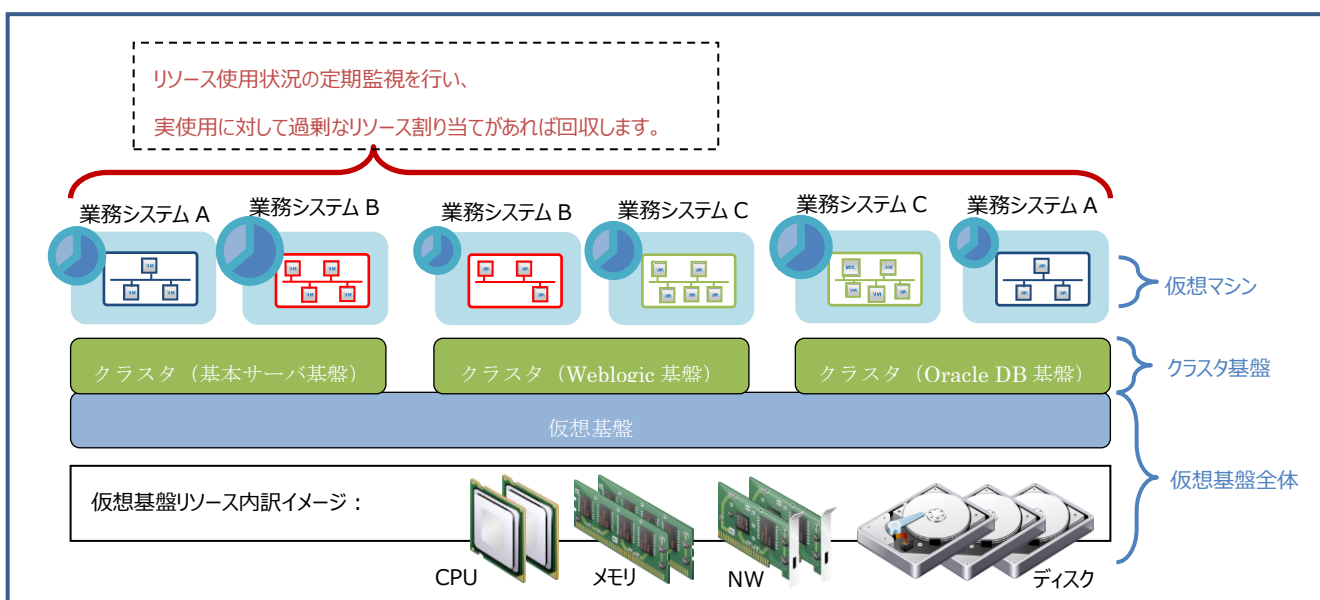 リソース使用状況の定期監視を行い、
実使用に対して過剰なリソース割り当てがあれば回収します。
業務システム A
業務システム B
業務システム B
業務システム C
業務システム C
業務システム A
VM
VM
VM
VM
VM
VM
VM
仮想マシン
クラスタ（基本サーバ基盤）
クラスタ（Weblogic 基盤）
クラスタ（Oracle DB 基盤）
クラスタ基盤
仮想基盤
仮想基盤リソース内訳イメージ：
仮想基盤全体
CPU
メモリ
NW
ディスク